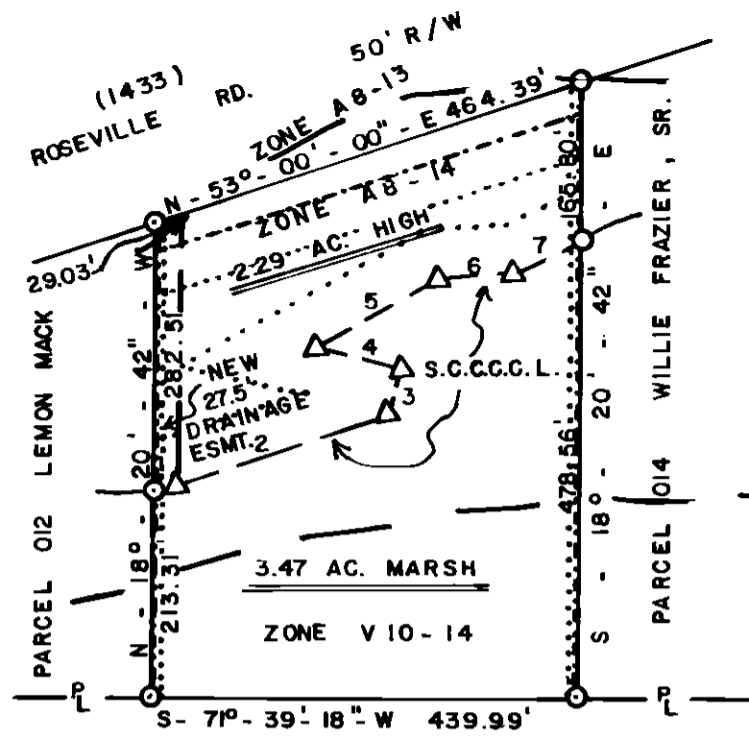 (1433) 50' R/W
ROSEVILLE RD.
ZONE A8-13
N - 53° - 00' - 00" - E 464.39'
ZONE A8-14
2.29 AC. HIGH
29.03'
165.80'
7
6
5
4
3
S.C.C.C.C.L.
282.51'
NEW
27.5'
DRAINAGE
ESMT.
2
478.56'
213.31'
N - 18° - 20' - 42" - W
S - 18° - 20' - 42" - E
PARCEL 012 LEMON MACK
PARCEL 014 WILLIE FRAZIER, SR.
3.47 AC. MARSH
ZONE V10-14
PL
PL
S - 71° - 39' - 18" - W 439.99'